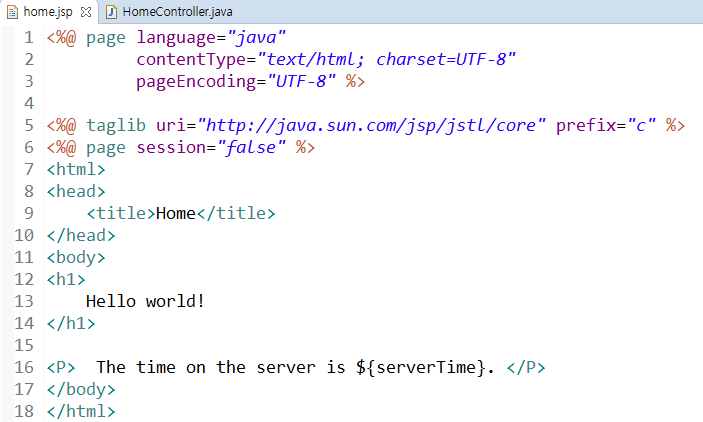 home.jsp HomeController.java
1 <%@ page language="java"
2 contentType="text/html; charset=UTF-8"
3 pageEncoding="UTF-8" %>
4
5 <%@ taglib uri="http://java.sun.com/jsp/jstl/core" prefix="c" %>
6 <%@ page session="false" %>
7 <html>
8 <head>
9 <title>Home</title>
10 </head>
11 <body>
12 <h1>
13 Hello world!
14 </h1>
15
16 <P>  The time on the server is ${serverTime}. </P>
17 </body>
18 </html>